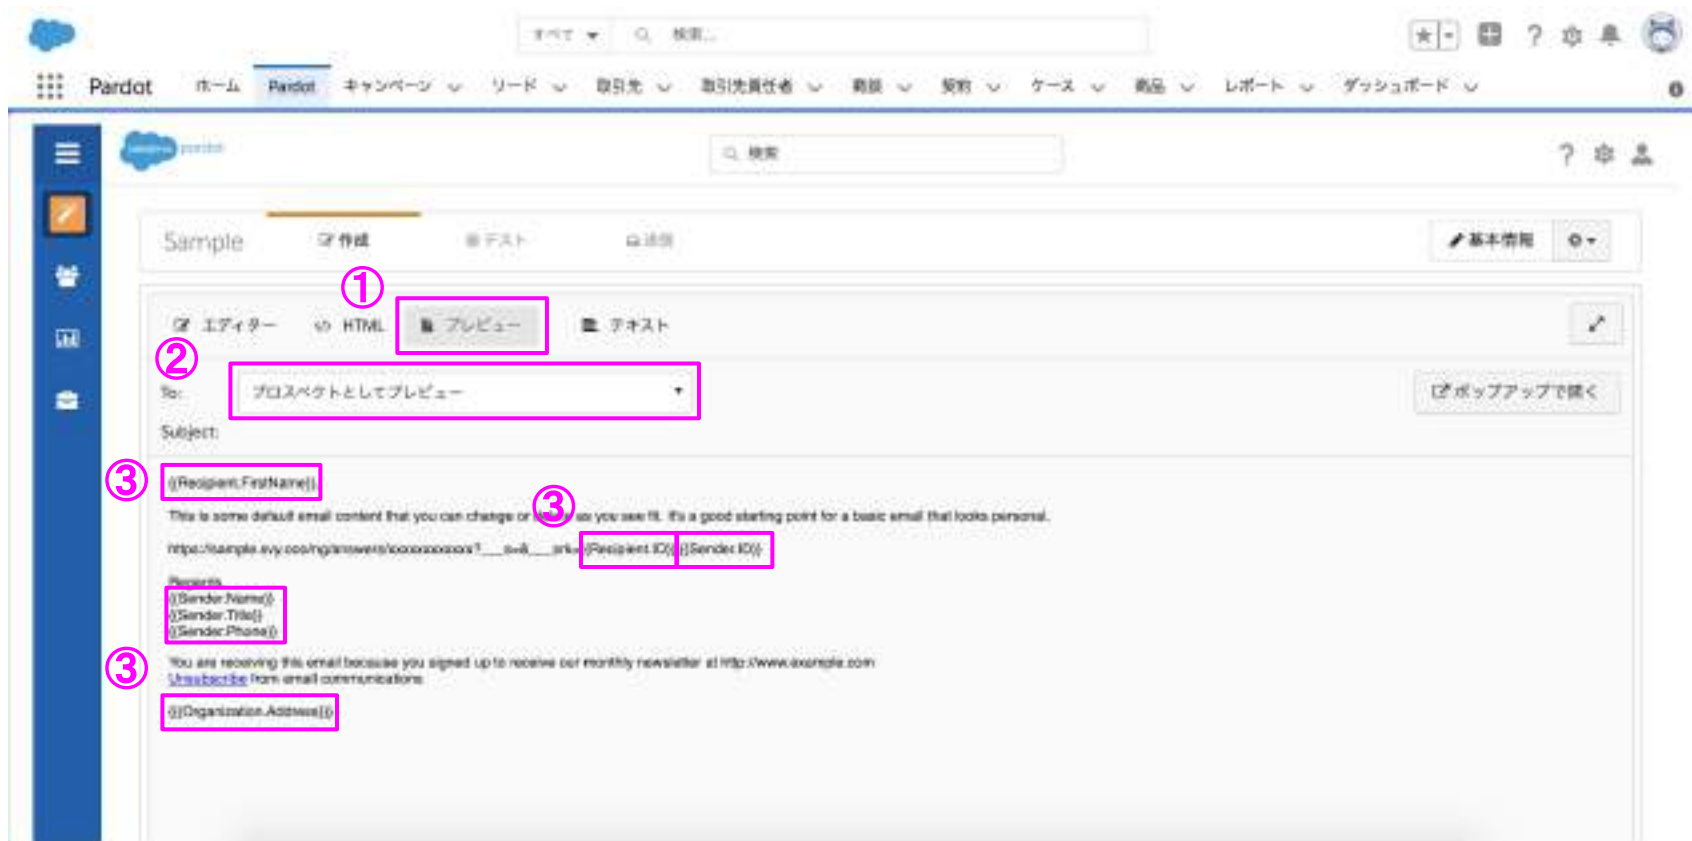 すべて 検索...
Pardot ホーム Pardot キャンペーン リード 取引先 取引先責任者 商談 契約 ケース 商品 レポート ダッシュボード
pardot 検索
Sample 作成 テスト 送信 基本情報
①
エディター HTML プレビュー テキスト
②
To: プロスペクトとしてプレビュー ポップアップで開く
Subject:
③ {{Recipient.FirstName}},
③
This is some default email content that you can change or as you see fit. It's a good starting point for a basic email that looks personal.
{{Recipient.ID}} {{Sender.ID}}
Regards
{{Sender.Name}}
{{Sender.Title}}
{{Sender.Phone}}
③
You are receiving this email because you signed up to receive our monthly newsletter at http://www.example.com
Unsubscribe from email communications
{{{Organization.Address}}}